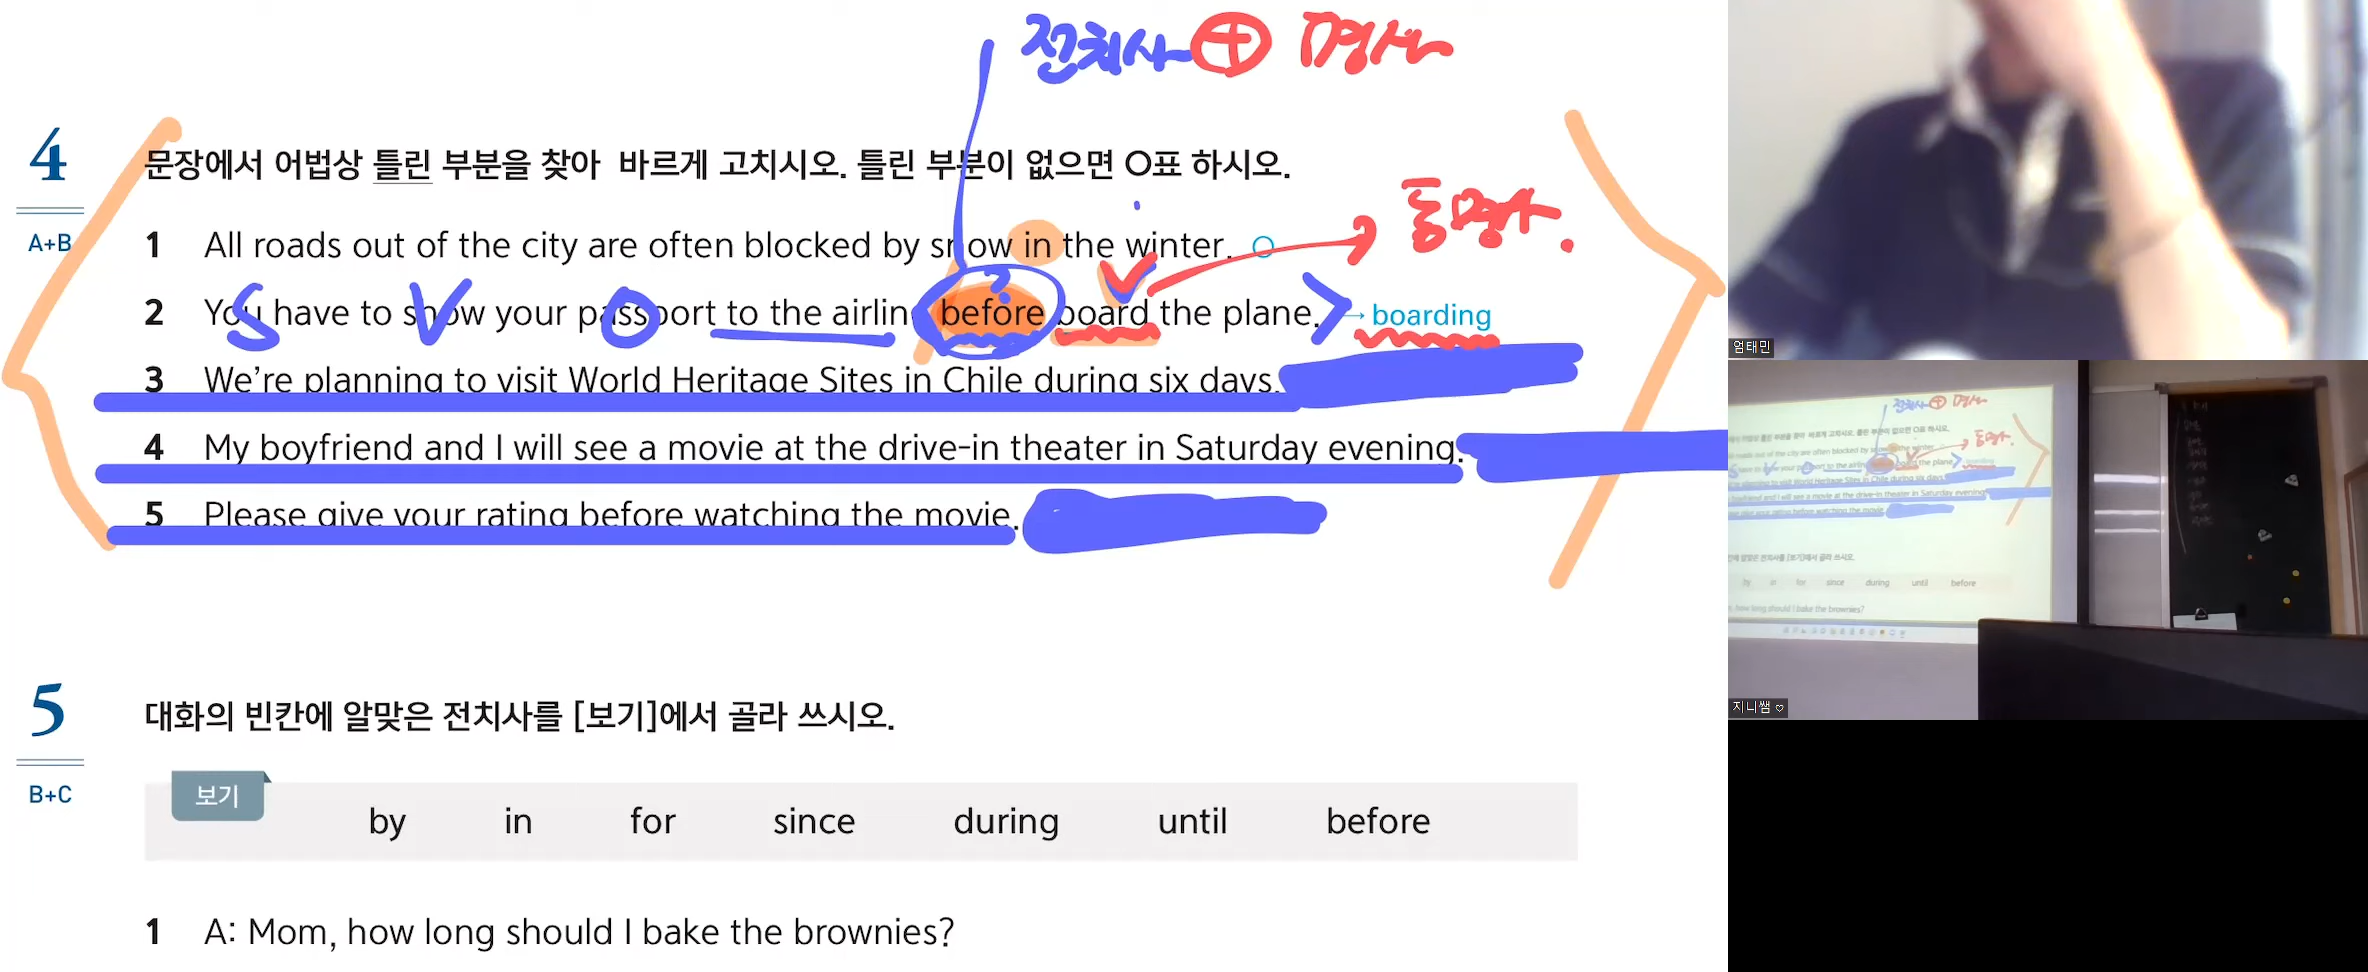 전치사 + 명사
4
A+B
문장에서 어법상 틀린 부분을 찾아 바르게 고치시오. 틀린 부분이 없으면 O표 하시오.
동명사.
1 All roads out of the city are often blocked by snow in the winter. O
S V O ?
2 You have to show your passport to the airline before board the plane. → boarding
3 We're planning to visit World Heritage Sites in Chile during six days.
4 My boyfriend and I will see a movie at the drive-in theater in Saturday evening.
5 Please give your rating before watching the movie.
5
B+C
대화의 빈칸에 알맞은 전치사를 [보기]에서 골라 쓰시오.
보기
by in for since during until before
1 A: Mom, how long should I bake the brownies?
엄태민
지니쌤 ♡